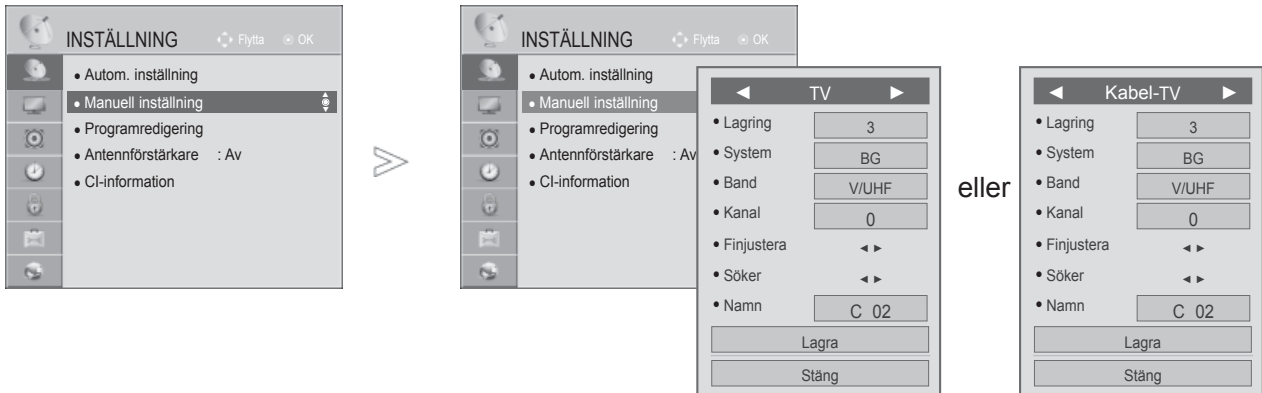 INSTÄLLNING Flytta OK
Autom. inställning
Manuell inställning
Programredigering
Antennförstärkare : Av
CI-information
INSTÄLLNING Flytta OK
Autom. inställning
Manuell inställning
Programredigering
Antennförstärkare : Av
CI-information
TV
Lagring 3
System BG
Band V/UHF
Kanal 0
Finjustera
Söker
Namn C 02
Lagra
Stäng
eller
Kabel-TV
Lagring 3
System BG
Band V/UHF
Kanal 0
Finjustera
Söker
Namn C 02
Lagra
Stäng